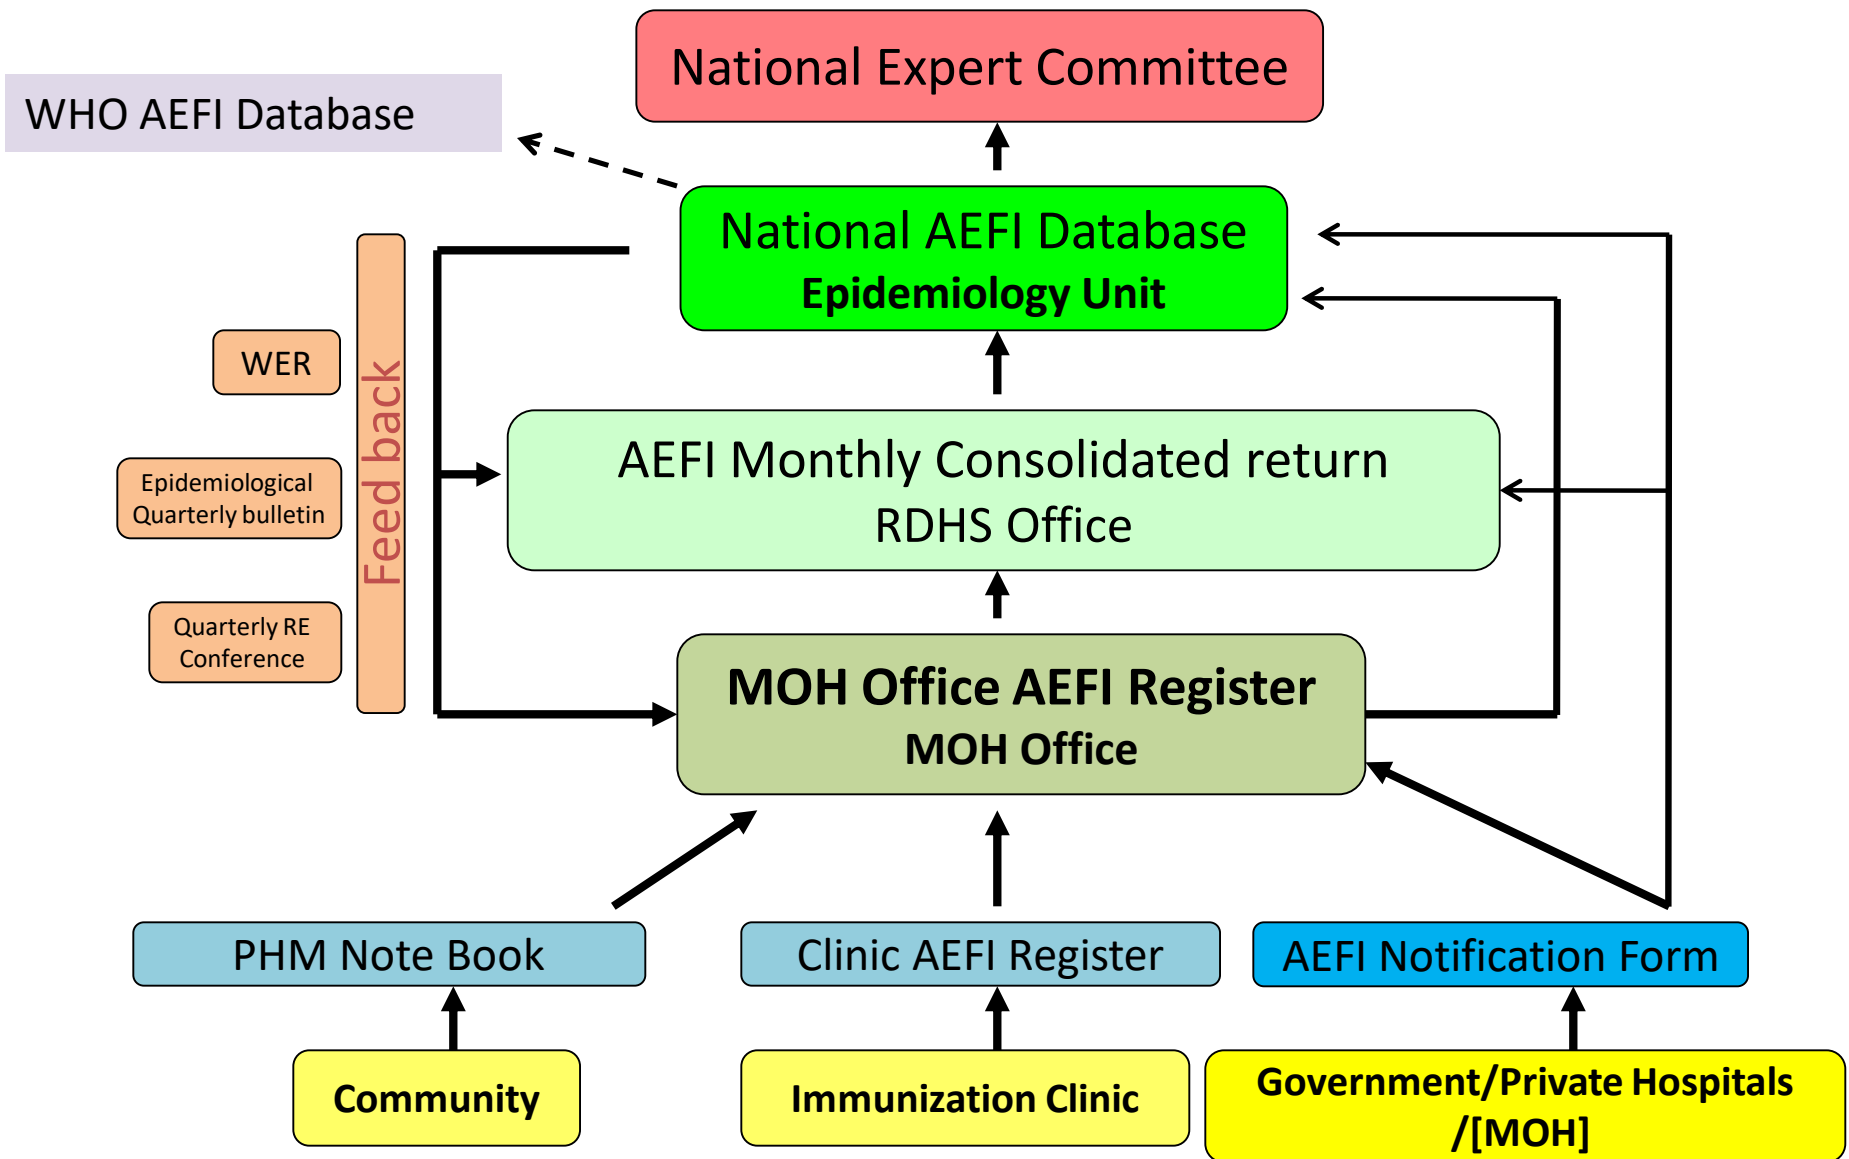 National Expert Committee
WHO AEFI Database
National AEFI Database
Epidemiology Unit
WER
Feed back
AEFI Monthly Consolidated return
RDHS Office
Epidemiological
Quarterly bulletin
Quarterly RE
Conference
MOH Office AEFI Register
MOH Office
PHM Note Book
Clinic AEFI Register
AEFI Notification Form
Community
Immunization Clinic
Government/Private Hospitals
/[MOH]